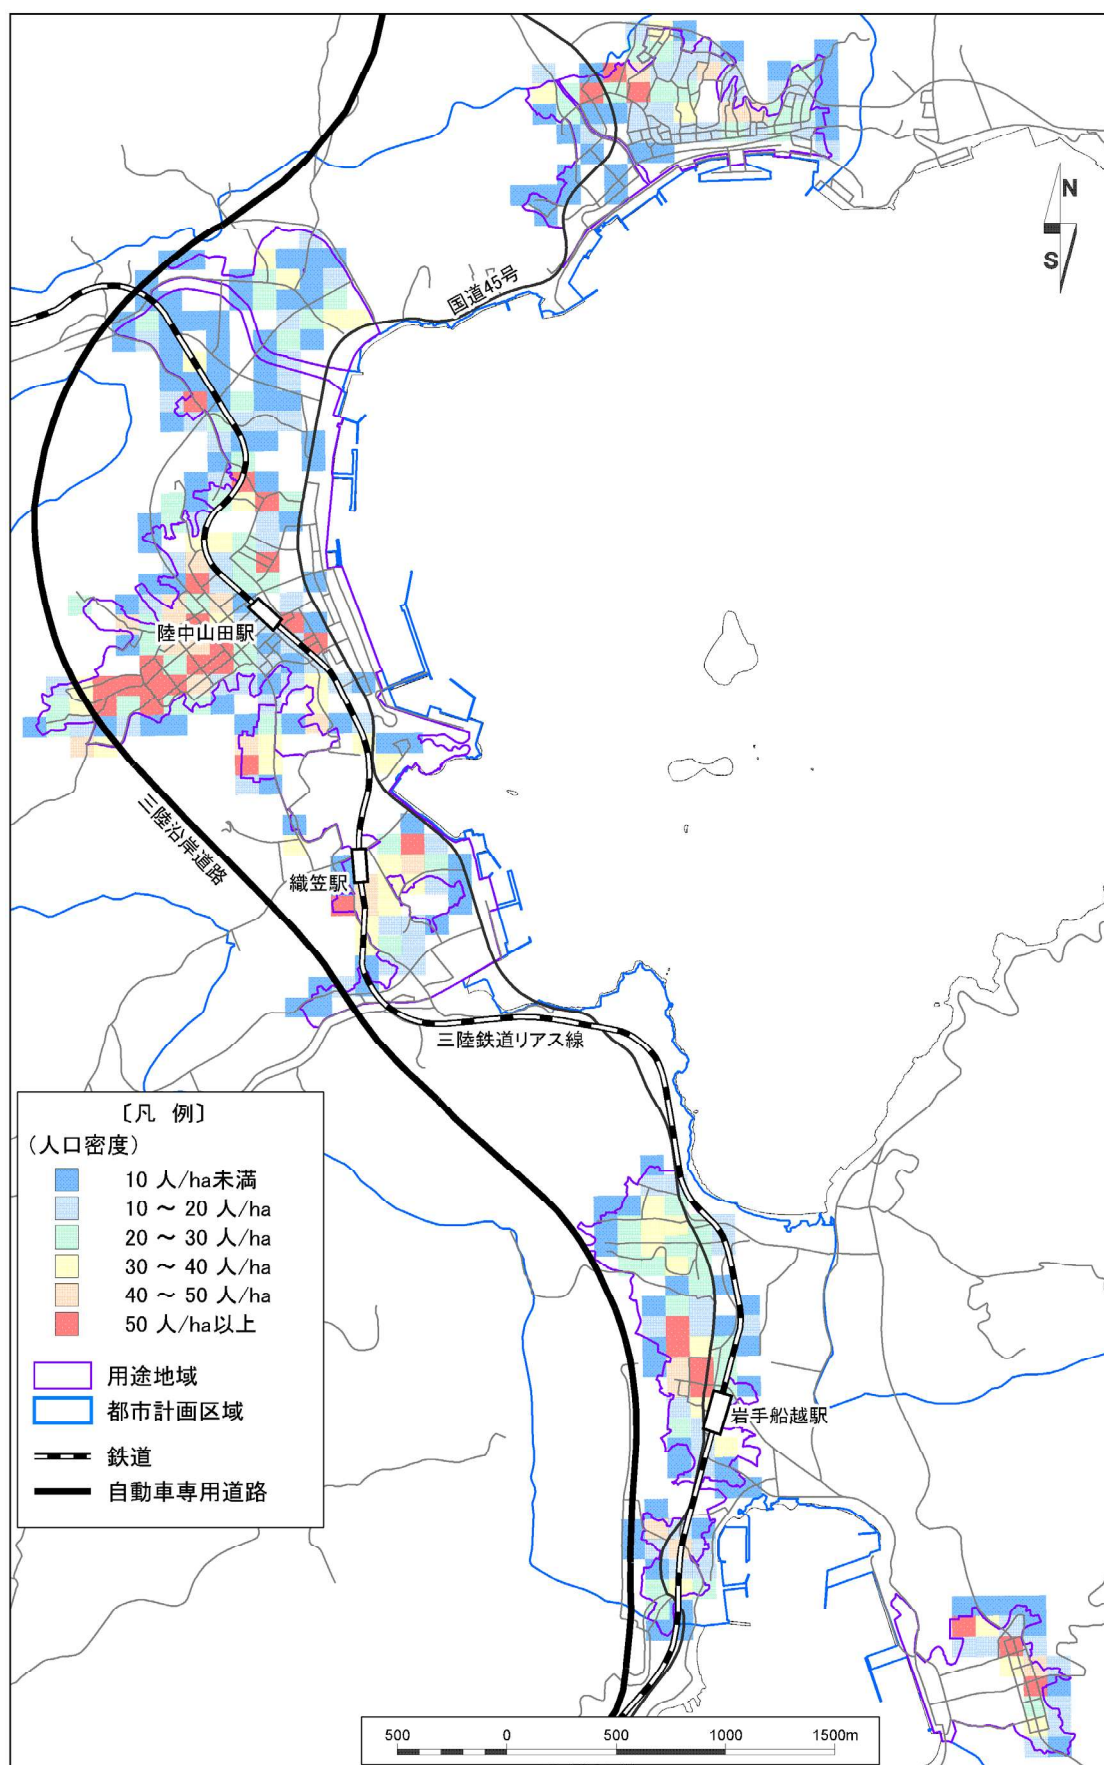 N
S
国道45号
陸中山田駅
三陸沿岸道路
織笠駅
三陸鉄道リアス線
〔凡 例〕
(人口密度)
10 人/ha未満
10 ～ 20 人/ha
20 ～ 30 人/ha
30 ～ 40 人/ha
40 ～ 50 人/ha
50 人/ha以上
用途地域
都市計画区域
鉄道
自動車専用道路
岩手船越駅
500 0 500 1000 1500m